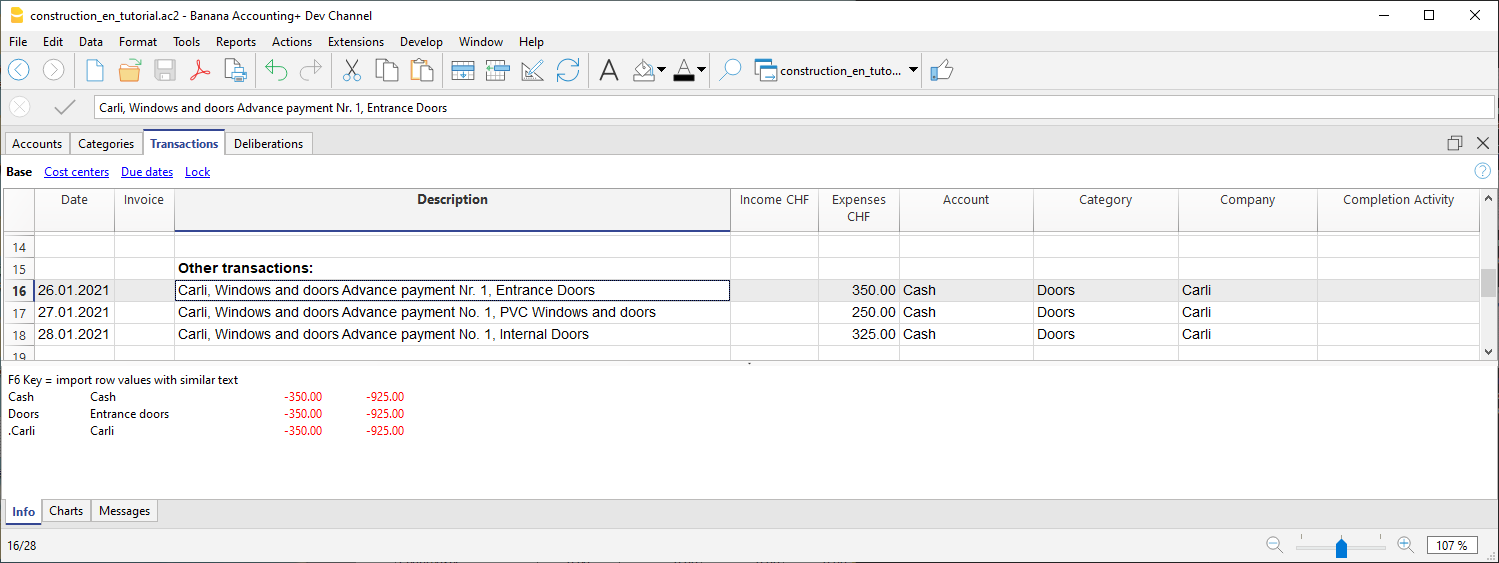 construction_en_tutorial.ac2 - Banana Accounting+ Dev Channel
File Edit Data Format Tools Reports Actions Extensions Develop Window Help
construction_en_tuto...
Carli, Windows and doors Advance payment Nr. 1, Entrance Doors
Accounts Categories Transactions Deliberations
Base Cost centers Due dates Lock
Date Invoice Description Income CHF Expenses CHF Account Category Company Completion Activity
14
15 Other transactions:
16 26.01.2021 Carli, Windows and doors Advance payment Nr. 1, Entrance Doors 350.00 Cash Doors Carli
17 27.01.2021 Carli, Windows and doors Advance payment No. 1, PVC Windows and doors 250.00 Cash Doors Carli
18 28.01.2021 Carli, Windows and doors Advance payment No. 1, Internal Doors 325.00 Cash Doors Carli
19
F6 Key = import row values with similar text
Cash Cash -350.00 -925.00
Doors Entrance doors -350.00 -925.00
.Carli Carli -350.00 -925.00
Info Charts Messages
16/28 107 %